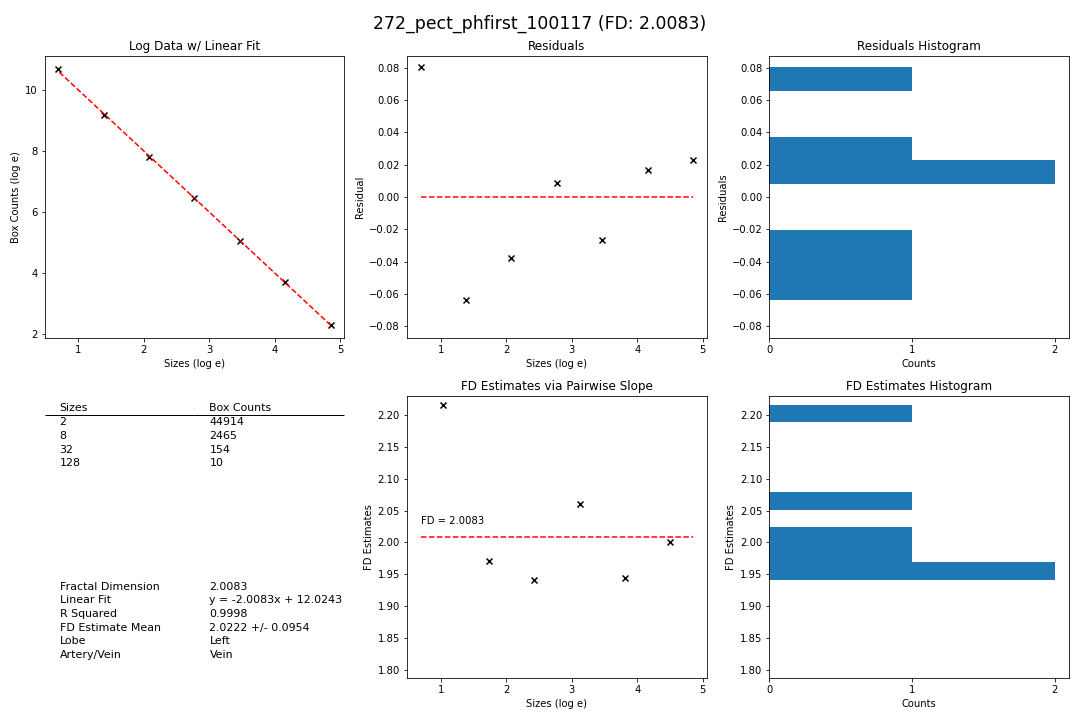 272_pect_phfirst_100117 (FD: 2.0083)
Log Data w/ Linear Fit
Box Counts (log e)
10
8
6
4
2
1 2 3 4 5
Sizes (log e)
Residuals
Residual
0.08
0.06
0.04
0.02
0.00
−0.02
−0.04
−0.06
−0.08
1 2 3 4 5
Sizes (log e)
Residuals Histogram
Residuals
0.08
0.06
0.04
0.02
0.00
−0.02
−0.04
−0.06
−0.08
0 1 2
Counts
Sizes Box Counts
2 44914
8 2465
32 154
128 10
Fractal Dimension 2.0083
Linear Fit y = -2.0083x + 12.0243
R Squared 0.9998
FD Estimate Mean 2.0222 +/- 0.0954
Lobe Left
Artery/Vein Vein
FD Estimates via Pairwise Slope
FD Estimates
2.20
2.15
2.10
2.05
2.00
1.95
1.90
1.85
1.80
FD = 2.0083
1 2 3 4 5
Sizes (log e)
FD Estimates Histogram
FD Estimates
2.20
2.15
2.10
2.05
2.00
1.95
1.90
1.85
1.80
0 1 2
Counts